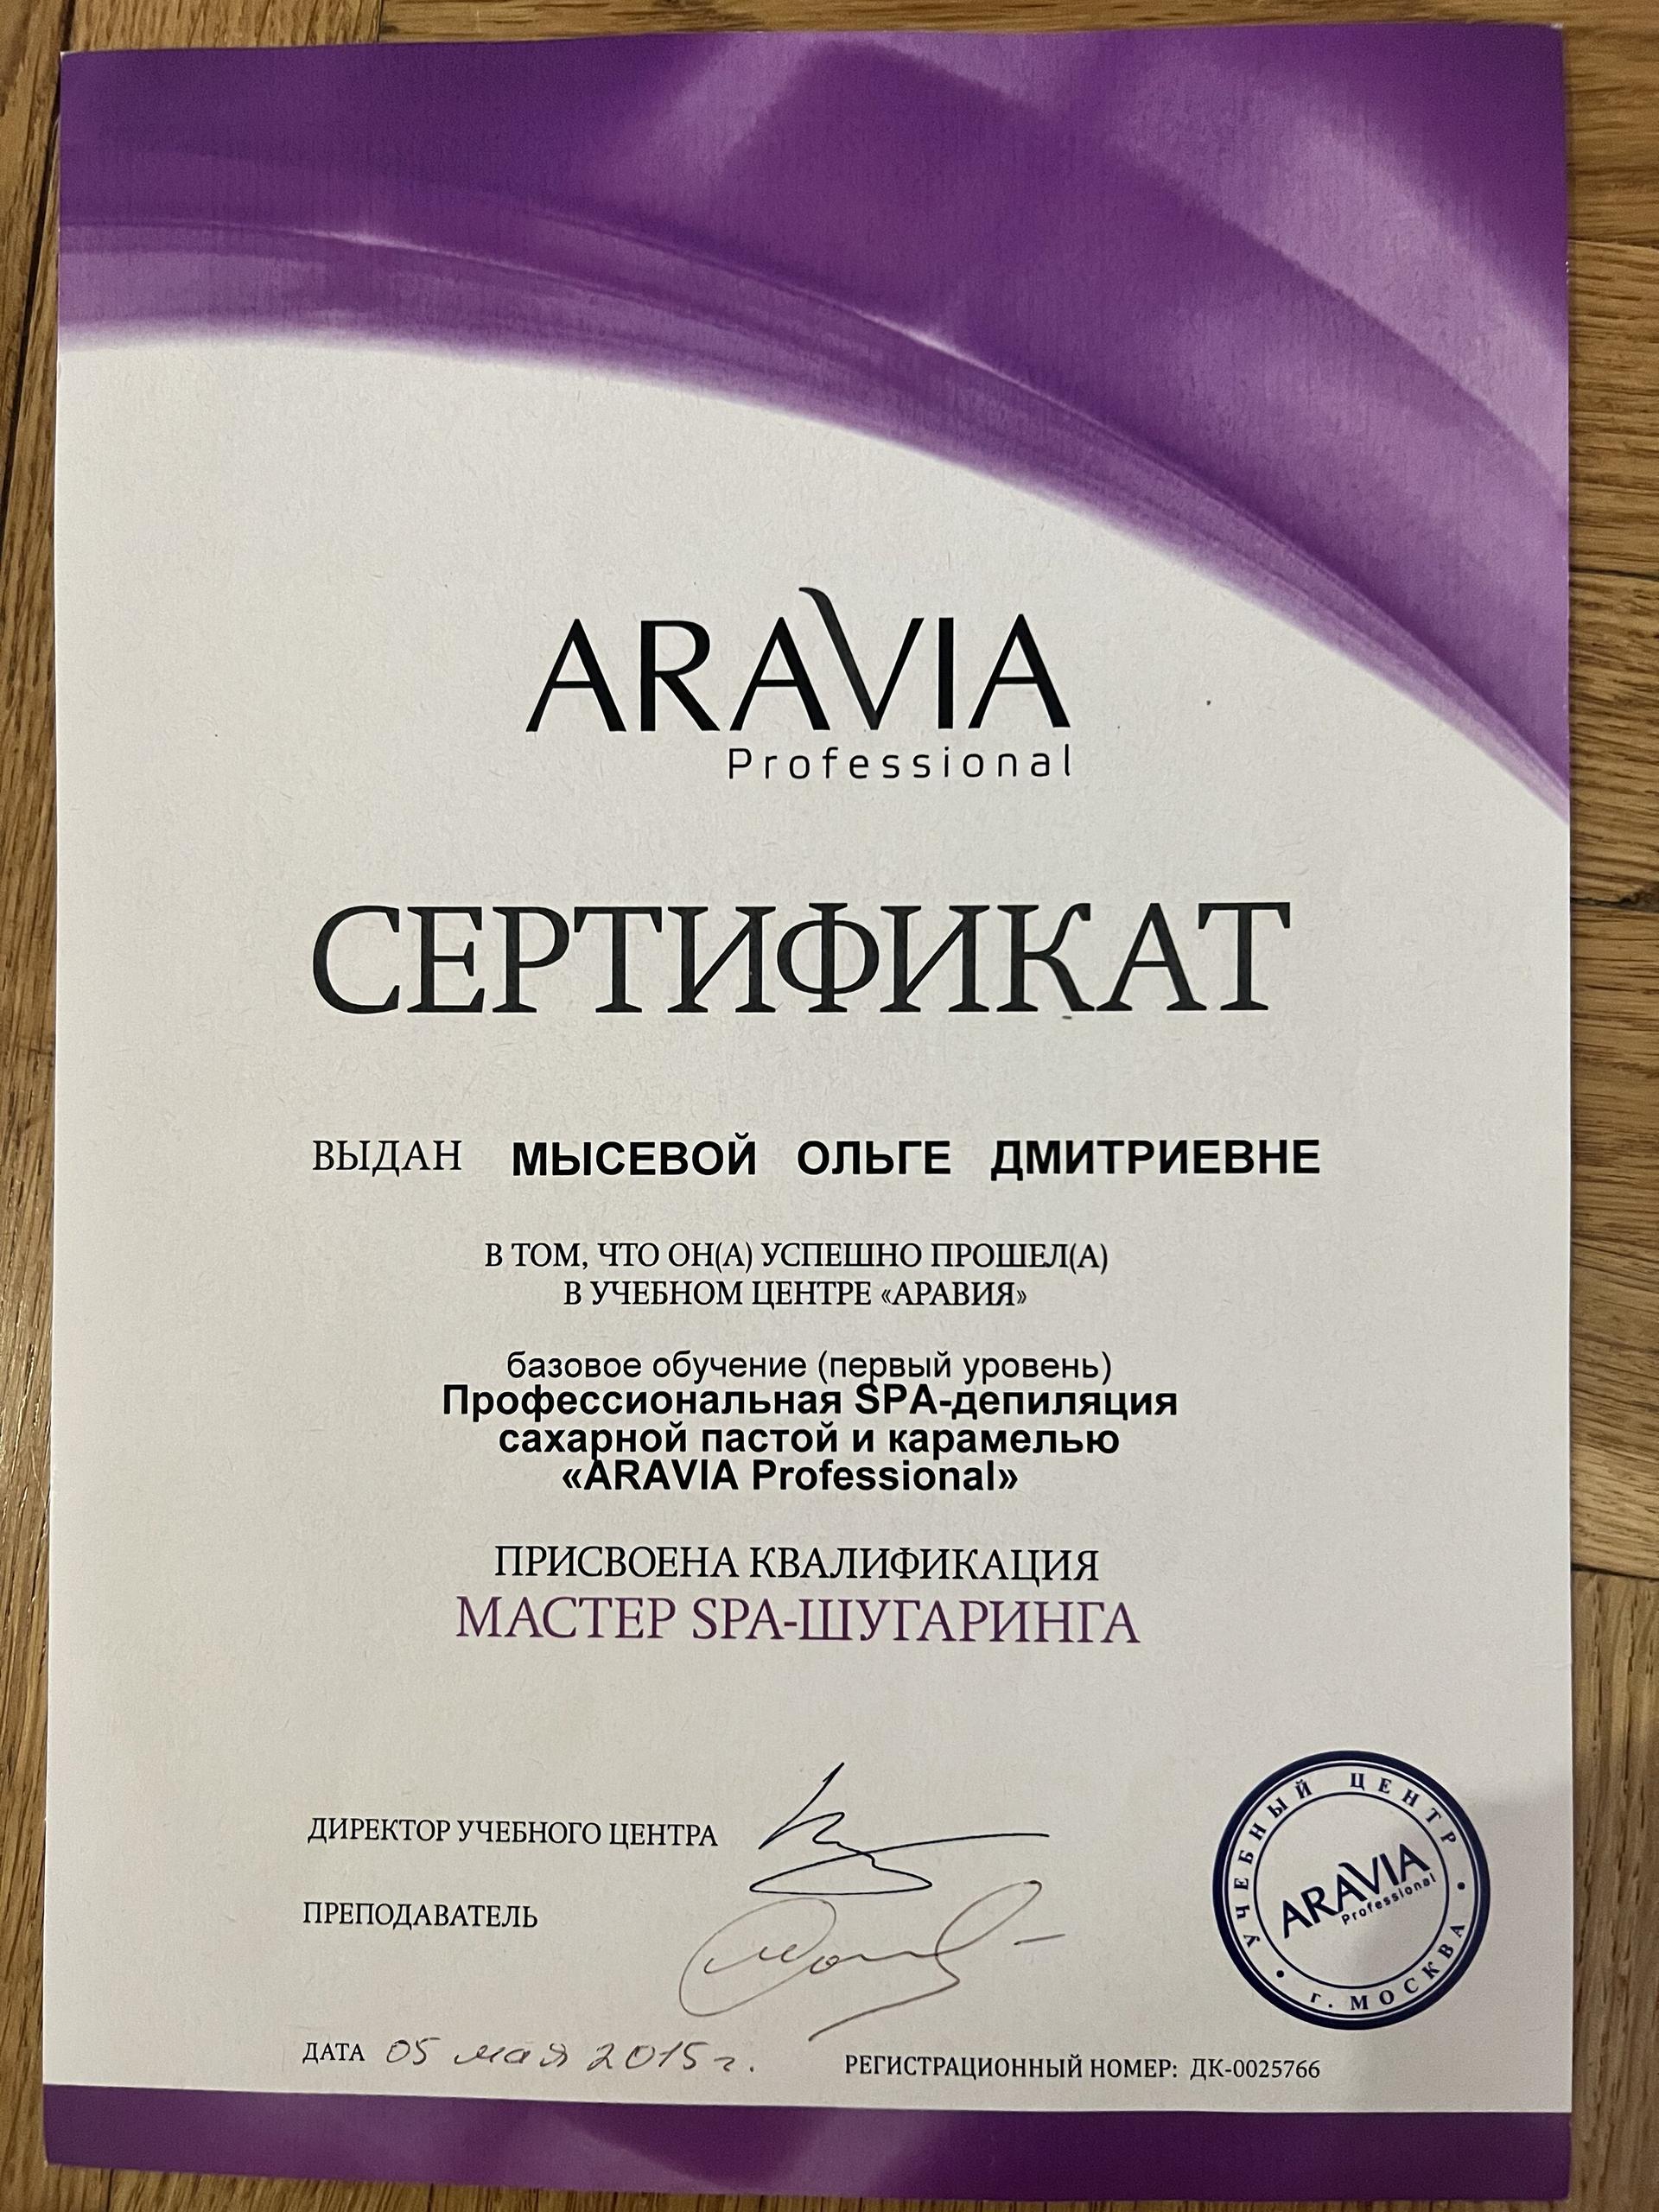 ARAVIA
Professional
СЕРТИФИКАТ
ВЫДАН МЫСЕВОЙ ОЛЬГЕ ДМИТРИЕВНЕ
В ТОМ, ЧТО ОН(А) УСПЕШНО ПРОШЕЛ(А)
В УЧЕБНОМ ЦЕНТРЕ «АРАВИЯ»
базовое обучение (первый уровень)
Профессиональная SPA-депиляция
сахарной пастой и карамелью
«ARAVIA Professional»
ПРИСВОЕНА КВАЛИФИКАЦИЯ
МАСТЕР SPA-ШУГАРИНГА
ДИРЕКТОР УЧЕБНОГО ЦЕНТРА
ПРЕПОДАВАТЕЛЬ
УЧЕБНЫЙ ЦЕНТР
ARAVIA
Professional
г. МОСКВА
ДАТА 05 мая 2015 г.
РЕГИСТРАЦИОННЫЙ НОМЕР: ДК-0025766